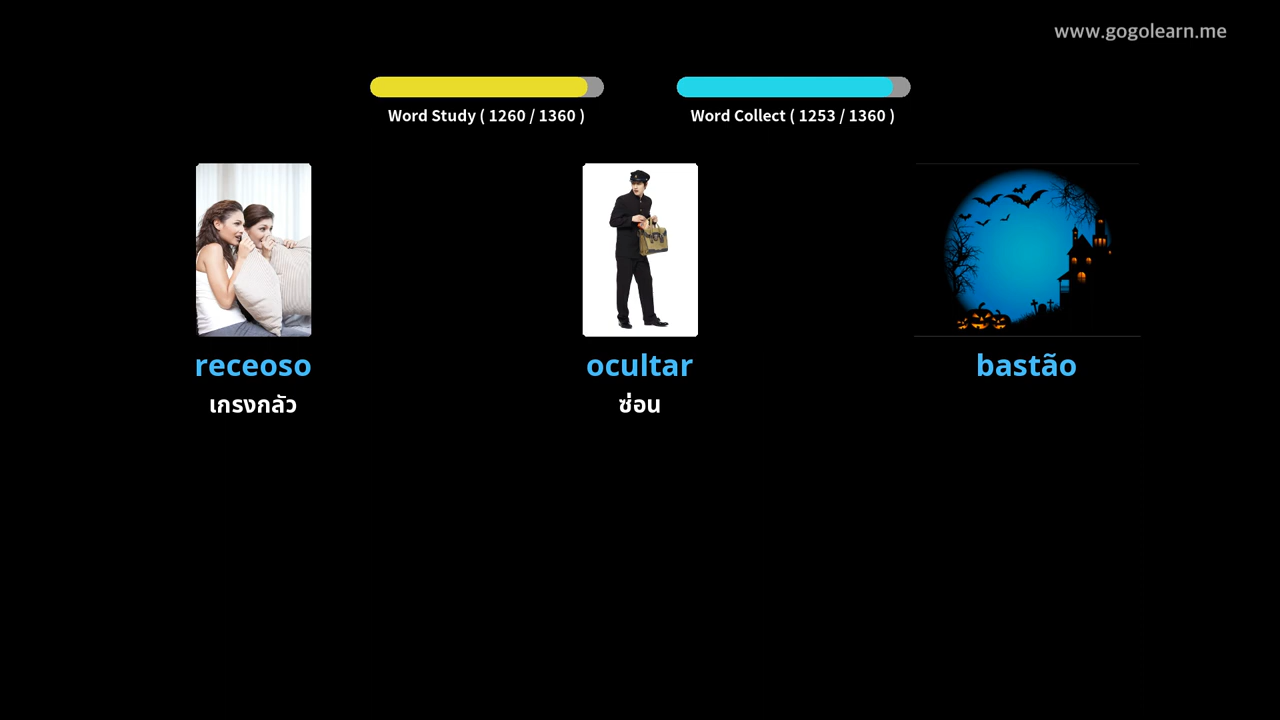 www.gogolearn.me
Word Study ( 1260 / 1360 )
Word Collect ( 1253 / 1360 )
receoso
เกรงกลัว
ocultar
ซ่อน
bastão